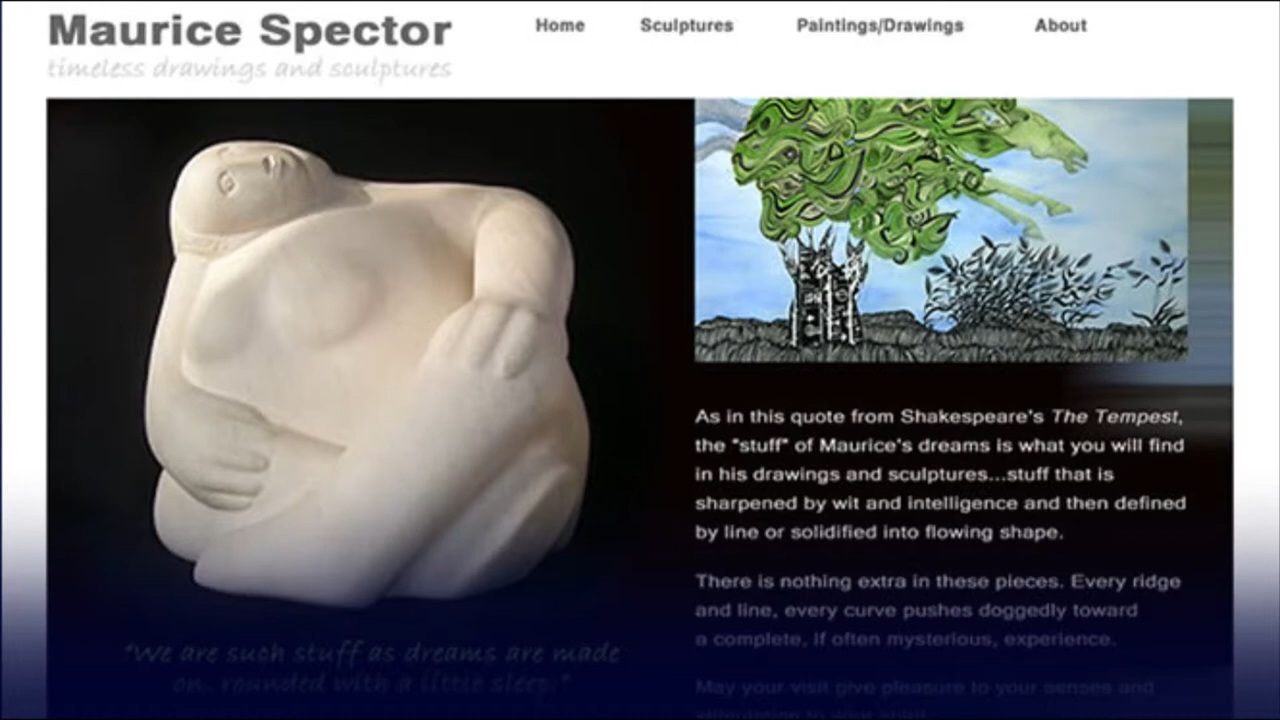 Maurice Spector
timeless drawings and sculptures
Home Sculptures Paintings/Drawings About
As in this quote from Shakespeare's The Tempest,
the "stuff" of Maurice's dreams is what you will find
in his drawings and sculptures...stuff that is
sharpened by wit and intelligence and then defined
by line or solidified into flowing shape.
There is nothing extra in these pieces. Every ridge
and line, every curve pushes doggedly toward
a complete, if often mysterious, experience.
May your visit give pleasure to your senses and
"We are such stuff as dreams are made
on, rounded with a little sleep."